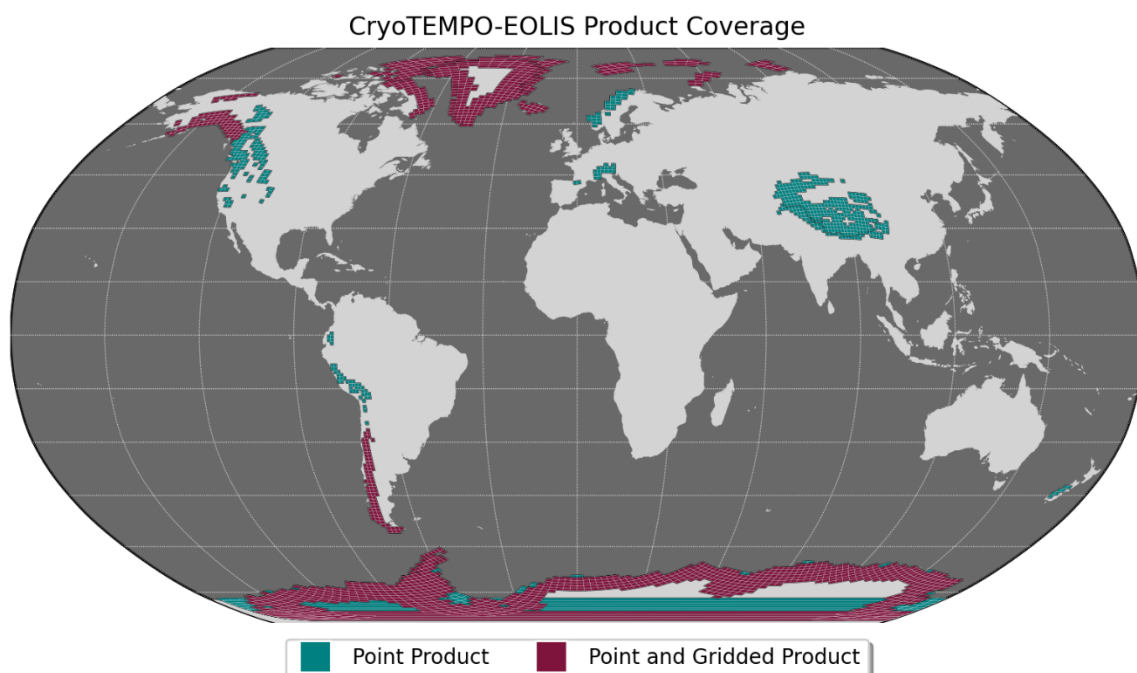 CryoTEMPO-EOLIS Product Coverage
Point Product
Point and Gridded Product